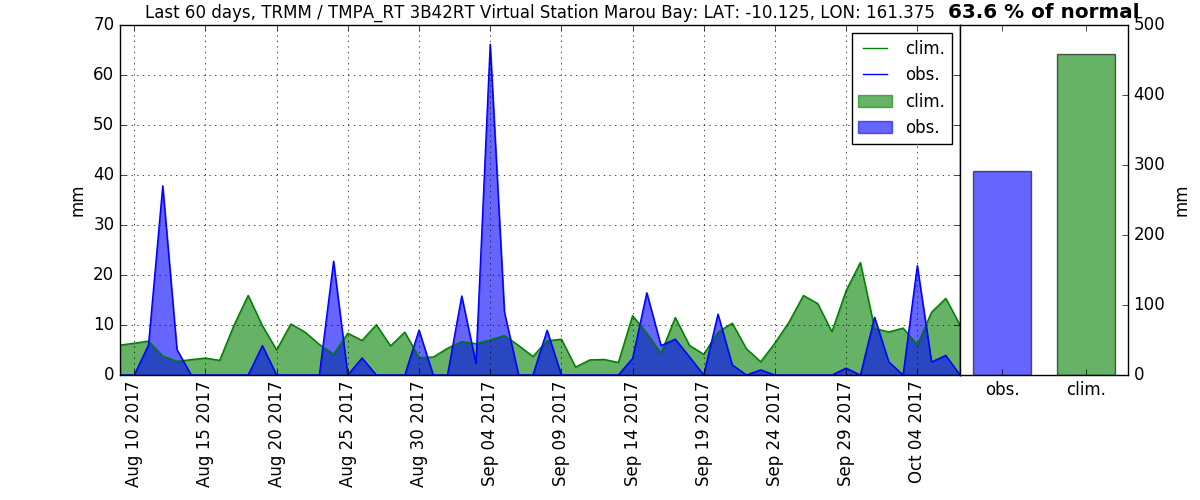 Last 60 days, TRMM / TMPA_RT 3B42RT Virtual Station Marou Bay: LAT: -10.125, LON: 161.375 63.6 % of normal
70
60
50
40
30
20
10
0
mm
clim.
obs.
clim.
obs.
500
400
300
200
100
0
mm
obs.
clim.
Aug 10 2017
Aug 15 2017
Aug 20 2017
Aug 25 2017
Aug 30 2017
Sep 04 2017
Sep 09 2017
Sep 14 2017
Sep 19 2017
Sep 24 2017
Sep 29 2017
Oct 04 2017